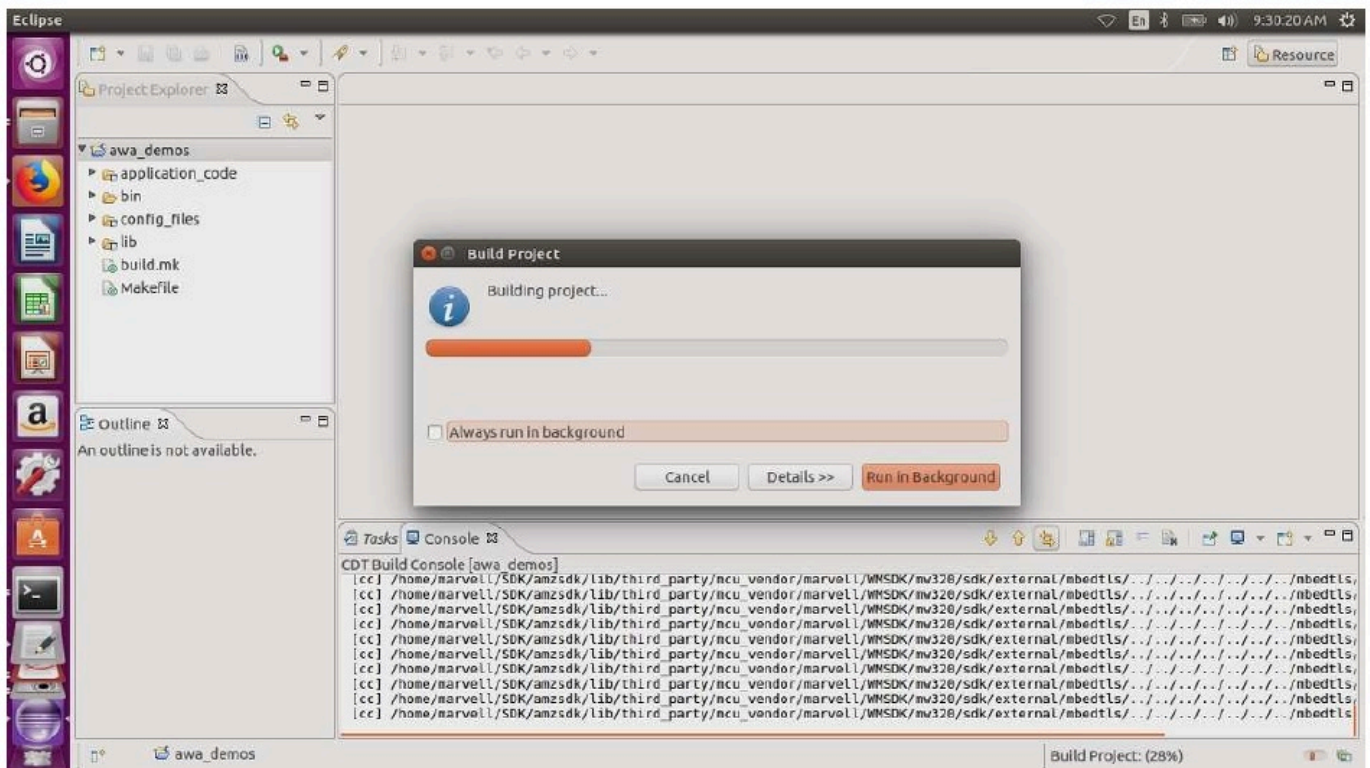 Eclipse
En
9:30:20 AM
Resource
Project Explorer
awa_demos
application_code
bin
config_files
lib
build.mk
Makefile
Outline
An outline is not available.
Build Project
Building project...
Always run in background
Cancel
Details >>
Run in Background
Tasks
Console
CDT Build Console [awa_demos]
[cc] /home/marvell/SDK/amzsdk/lib/third_party/mcu_vendor/marvell/WMSDK/mw320/sdk/external/mbedtls/../../../../../../mbedtls/
[cc] /home/marvell/SDK/amzsdk/lib/third_party/mcu_vendor/marvell/WMSDK/mw320/sdk/external/mbedtls/../../../../../../mbedtls/
[cc] /home/marvell/SDK/amzsdk/lib/third_party/mcu_vendor/marvell/WMSDK/mw320/sdk/external/mbedtls/../../../../../../mbedtls/
[cc] /home/marvell/SDK/amzsdk/lib/third_party/mcu_vendor/marvell/WMSDK/mw320/sdk/external/mbedtls/../../../../../../mbedtls/
[cc] /home/marvell/SDK/amzsdk/lib/third_party/mcu_vendor/marvell/WMSDK/mw320/sdk/external/mbedtls/../../../../../../mbedtls/
[cc] /home/marvell/SDK/amzsdk/lib/third_party/mcu_vendor/marvell/WMSDK/mw320/sdk/external/mbedtls/../../../../../../mbedtls/
[cc] /home/marvell/SDK/amzsdk/lib/third_party/mcu_vendor/marvell/WMSDK/mw320/sdk/external/mbedtls/../../../../../../mbedtls/
[cc] /home/marvell/SDK/amzsdk/lib/third_party/mcu_vendor/marvell/WMSDK/mw320/sdk/external/mbedtls/../../../../../../mbedtls/
[cc] /home/marvell/SDK/amzsdk/lib/third_party/mcu_vendor/marvell/WMSDK/mw320/sdk/external/mbedtls/../../../../../../mbedtls/
[cc] /home/marvell/SDK/amzsdk/lib/third_party/mcu_vendor/marvell/WMSDK/mw320/sdk/external/mbedtls/../../../../../../mbedtls
awa_demos
Build Project: (28%)